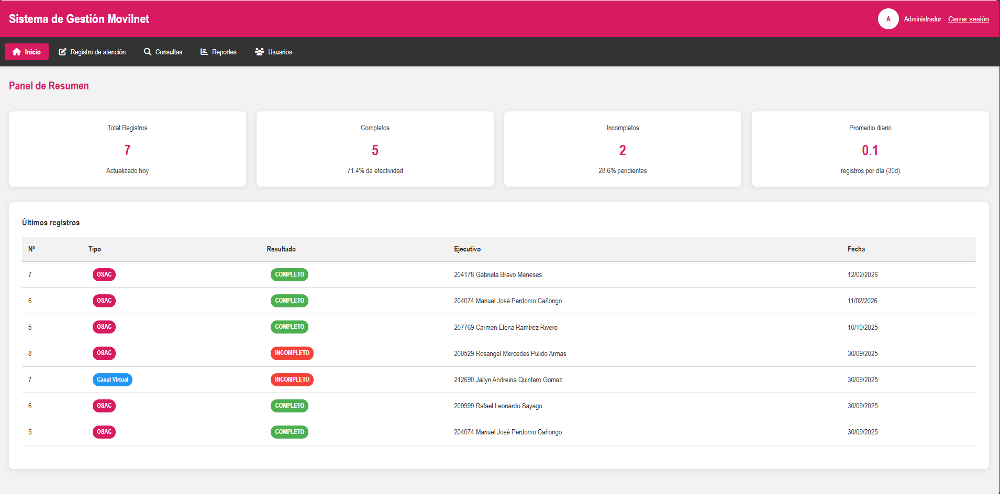 Sistema de Gestión Movilnet
A Administrador Cerrar sesión
Inicio Registro de atención Consultas Reportes Usuarios
Panel de Resumen
Total Registros
7
Actualizado hoy
Completos
5
71.4% de efectividad
Incompletos
2
28.6% pendientes
Promedio diario
0.1
registros por día (30d)
Últimos registros
Nº Tipo Resultado Ejecutivo Fecha
7 OSAC COMPLETO 204178 Gabriela Bravo Meneses 12/02/2026
6 OSAC COMPLETO 204074 Manuel José Perdomo Cañongo 11/02/2026
5 OSAC COMPLETO 207769 Carmen Elena Ramírez Rivero 10/10/2025
8 OSAC INCOMPLETO 200529 Rosangel Mercedes Pulido Armas 30/09/2025
7 Canal Virtual INCOMPLETO 212690 Jailyn Andreina Quintero Gomez 30/09/2025
6 OSAC COMPLETO 209999 Rafael Leonardo Sayago 30/09/2025
5 OSAC COMPLETO 204074 Manuel José Perdomo Cañongo 30/09/2025